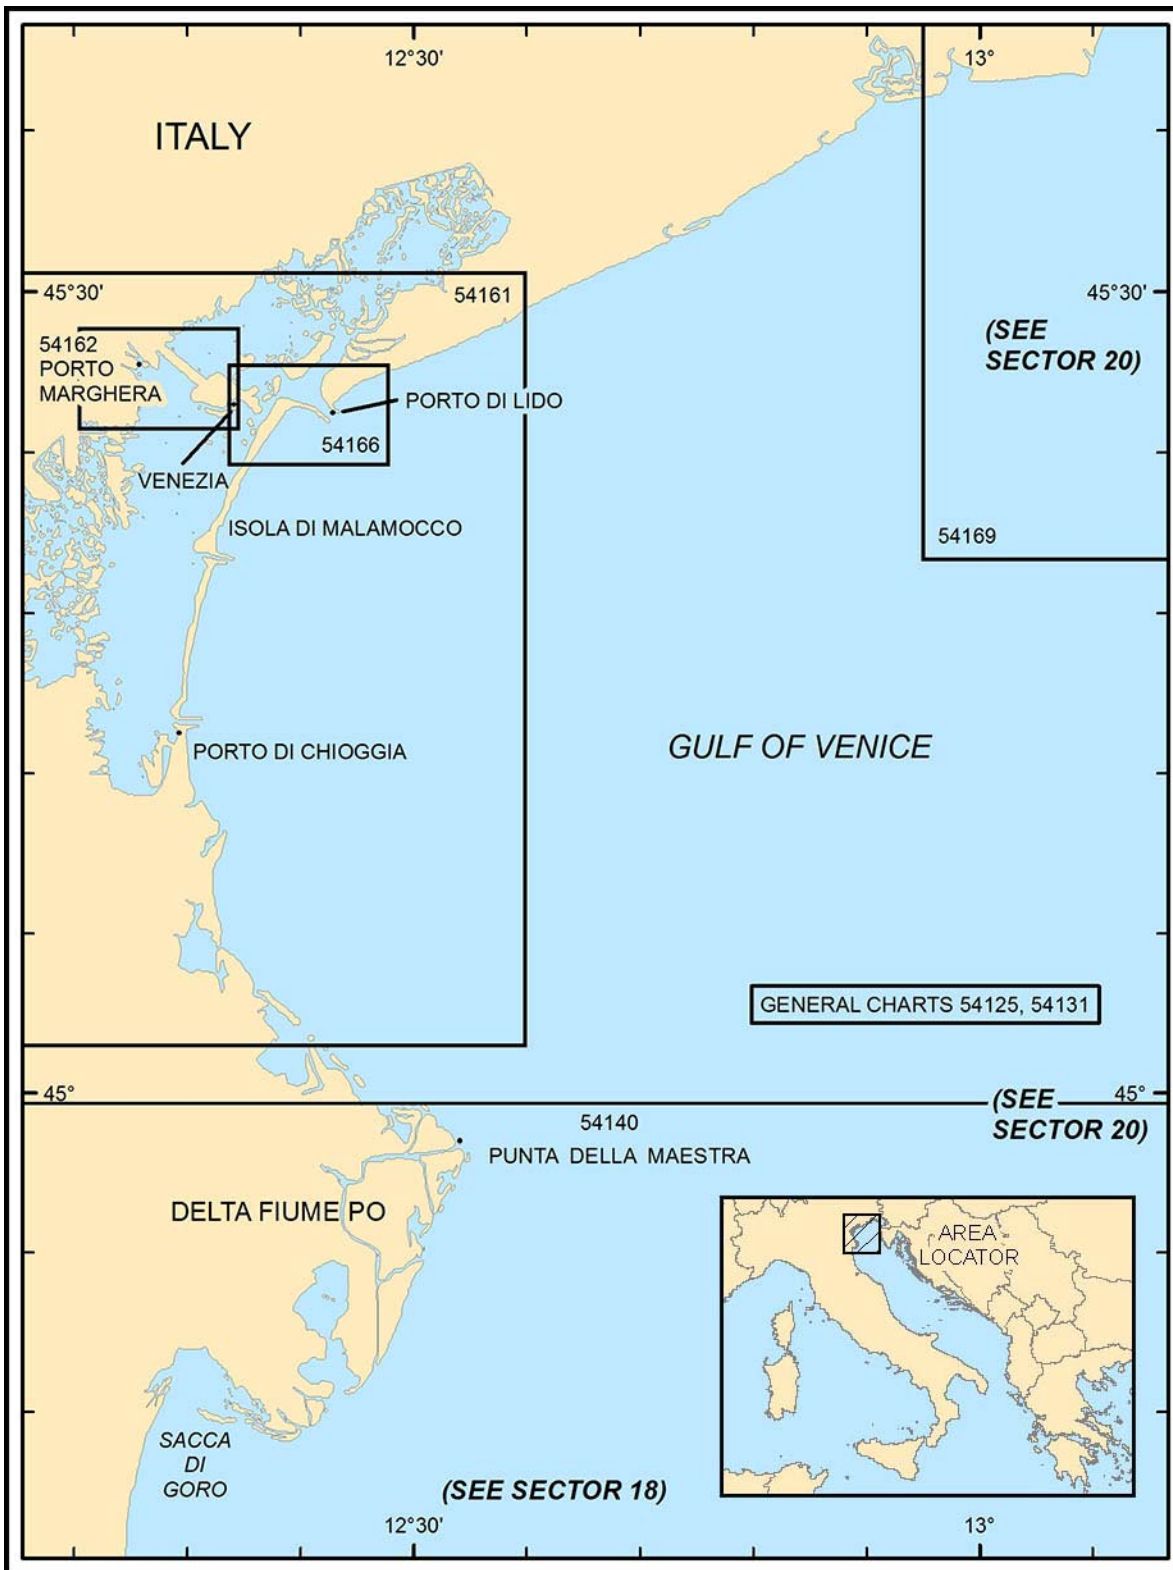 12°30'
13°
ITALY
45°30'
54161
45°30'
(SEE
SECTOR 20)
54162
PORTO
MARGHERA
PORTO DI LIDO
54166
VENEZIA
ISOLA DI MALAMOCCO
54169
PORTO DI CHIOGGIA
GULF OF VENICE
GENERAL CHARTS 54125, 54131
45°
45°
(SEE
SECTOR 20)
54140
PUNTA DELLA MAESTRA
DELTA FIUME PO
AREA
LOCATOR
SACCA
DI
GORO
(SEE SECTOR 18)
12°30'
13°